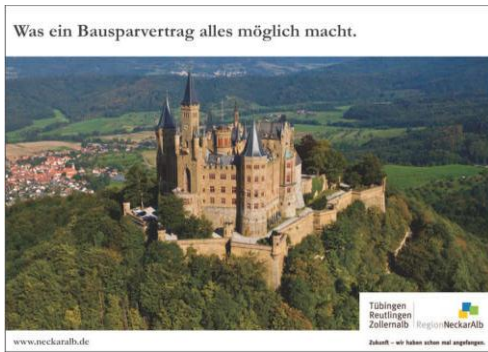 Was ein Bausparvertrag alles möglich macht.
Tübingen
Reutlingen
Zollernalb
RegionNeckarAlb
www.neckaralb.de
Zukunft – wir haben schon mal angefangen.